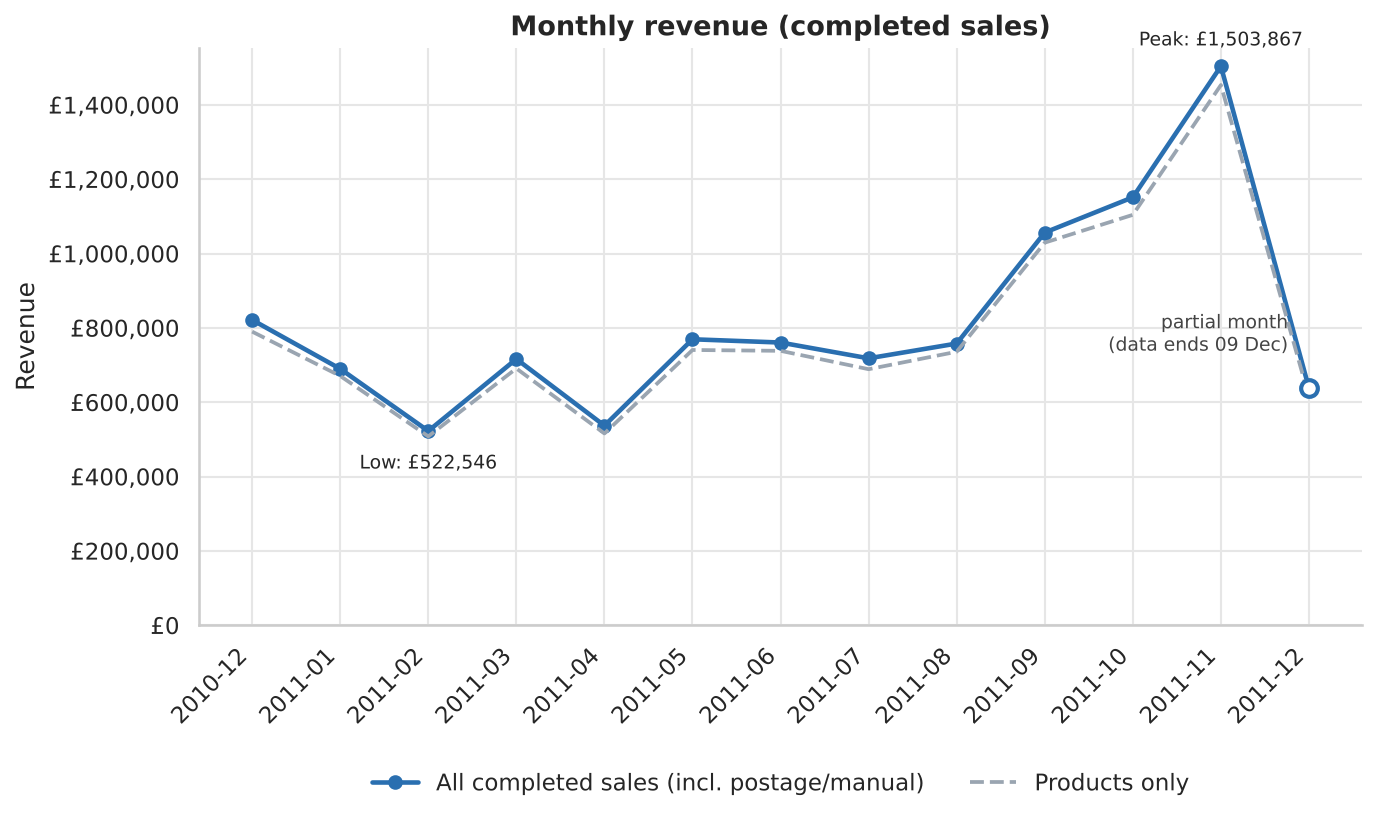 Monthly revenue (completed sales)
Peak: £1,503,867
£1,400,000
£1,200,000
£1,000,000
£800,000
£600,000
£400,000
£200,000
£0
Revenue
partial month
(data ends 09 Dec)
Low: £522,546
2010-12
2011-01
2011-02
2011-03
2011-04
2011-05
2011-06
2011-07
2011-08
2011-09
2011-10
2011-11
2011-12
All completed sales (incl. postage/manual)
Products only